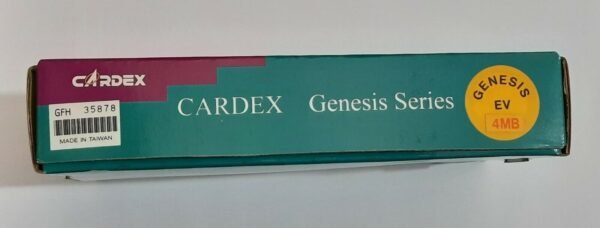 CARDEX
GFH 35878
MADE IN TAIWAN
CARDEX Genesis Series
GENESIS
EV
4MB